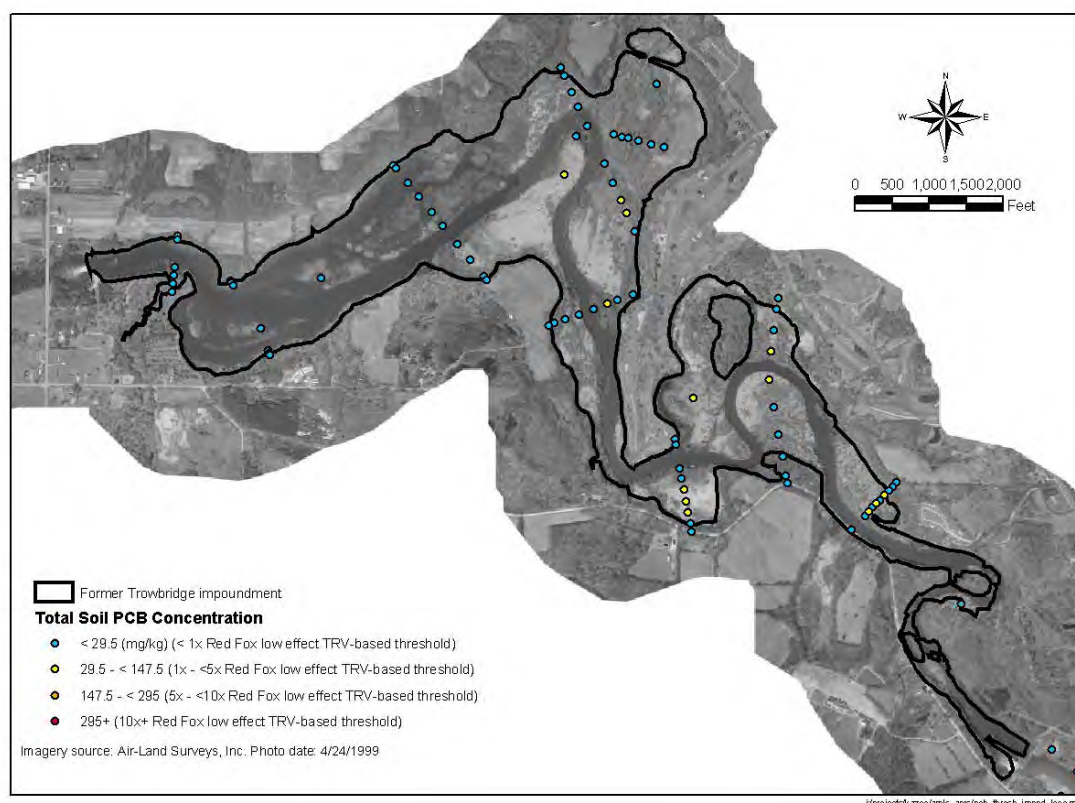 N
W E
S
0 500 1,000 1,500 2,000
Feet
Former Trowbridge impoundment
Total Soil PCB Concentration
< 29.5 (mg/kg) (< 1x Red Fox low effect TRV-based threshold)
29.5 - < 147.5 (1x - <5x Red Fox low effect TRV-based threshold)
147.5 - < 295 (5x - <10x Red Fox low effect TRV-based threshold)
295+ (10x+ Red Fox low effect TRV-based threshold)
Imagery source: Air-Land Surveys, Inc. Photo date: 4/24/1999